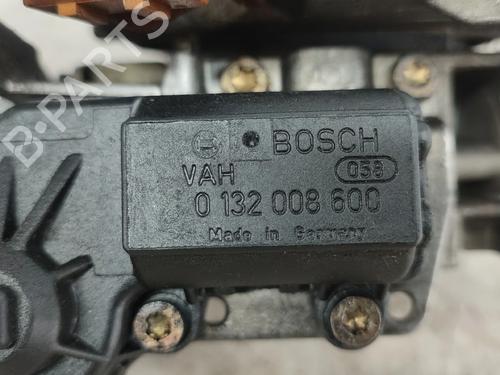 B-PARTS
BOSCH
VAH 058
0 132 008 600
Made in Germany